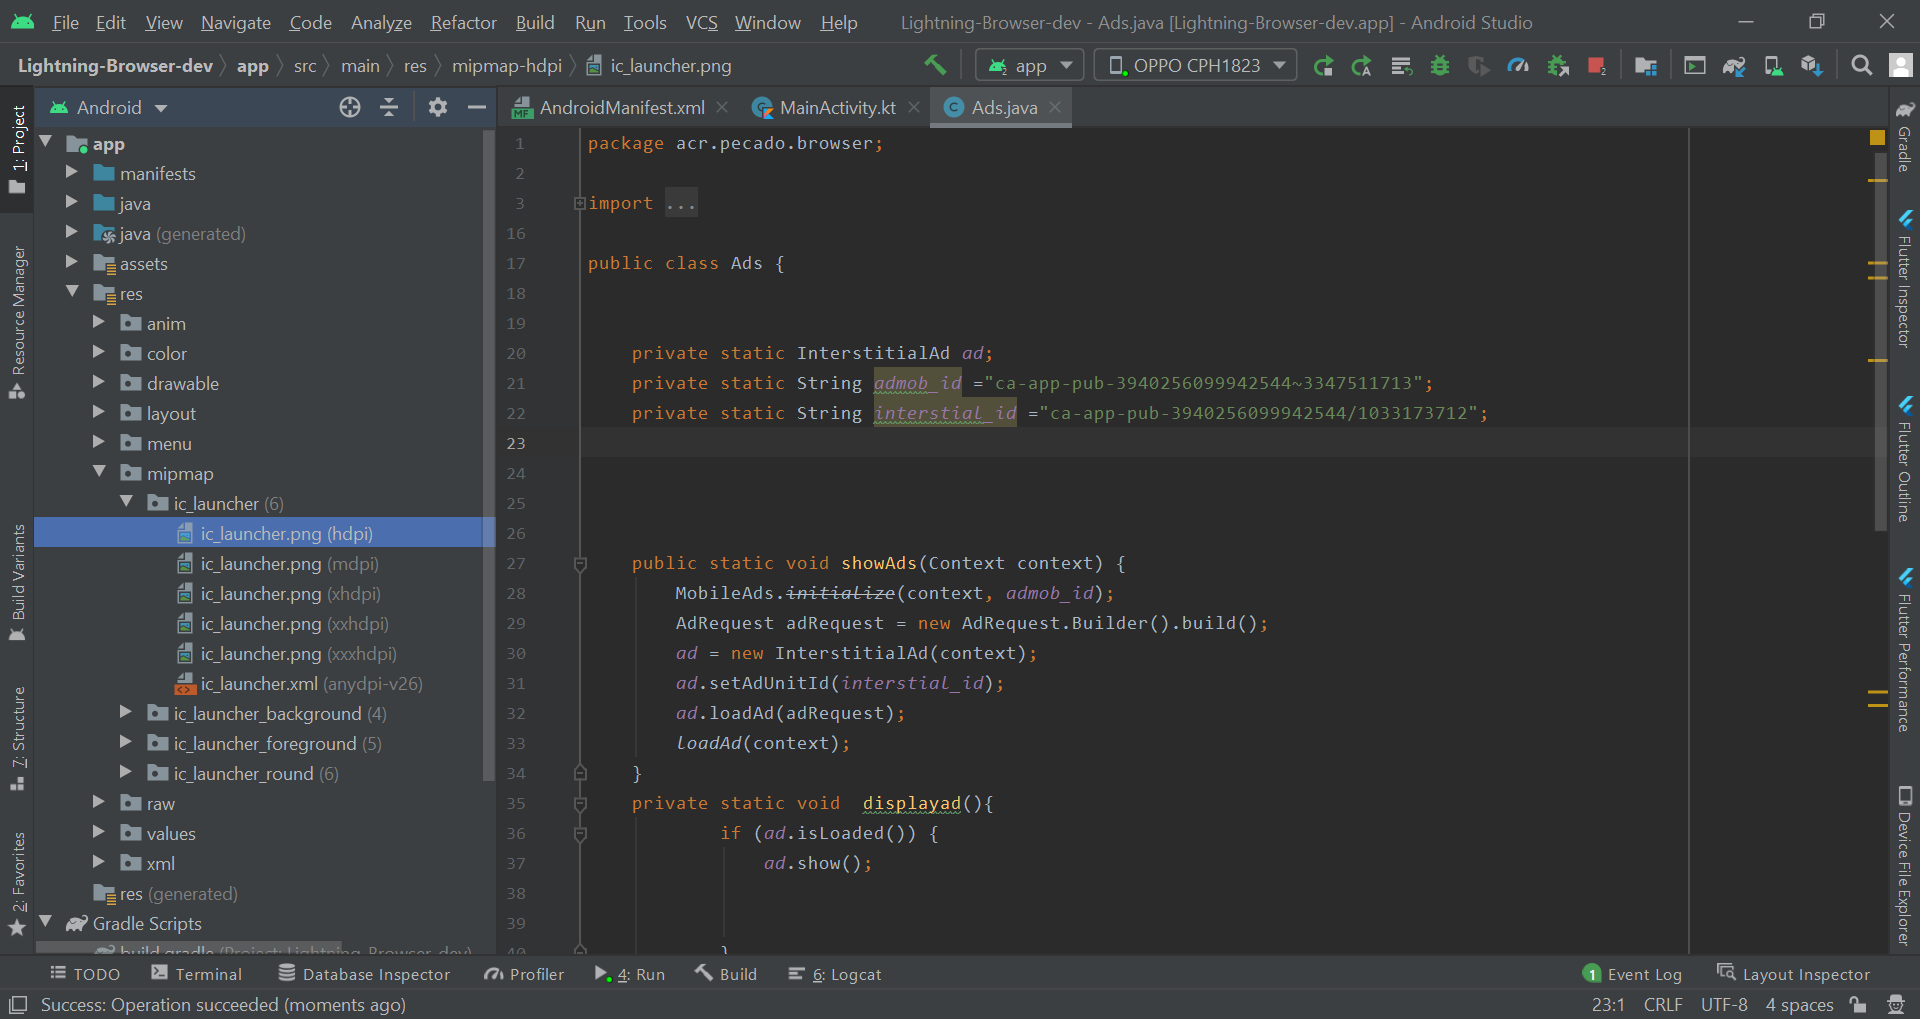 File Edit View Navigate Code Analyze Refactor Build Run Tools VCS Window Help Lightning-Browser-dev - Ads.java [Lightning-Browser-dev.app] - Android Studio
Lightning-Browser-dev app src main res mipmap-hdpi ic_launcher.png app OPPO CPH1823 2
Android
AndroidManifest.xml MainActivity.kt Ads.java
1: Project
Resource Manager
Build Variants
7: Structure
2: Favorites
app
manifests
java
java (generated)
assets
res
anim
color
drawable
layout
menu
mipmap
ic_launcher (6)
ic_launcher.png (hdpi)
ic_launcher.png (mdpi)
ic_launcher.png (xhdpi)
ic_launcher.png (xxhdpi)
ic_launcher.png (xxxhdpi)
ic_launcher.xml (anydpi-v26)
ic_launcher_background (4)
ic_launcher_foreground (5)
ic_launcher_round (6)
raw
values
xml
res (generated)
Gradle Scripts
build.gradle (Project: Lightning-Browser-dev)
1 package acr.pecado.browser;
2
3 import ...
16
17 public class Ads {
18
19
20 private static InterstitialAd ad;
21 private static String admob_id ="ca-app-pub-3940256099942544~3347511713";
22 private static String interstial_id ="ca-app-pub-3940256099942544/1033173712";
23
24
25
26
27 public static void showAds(Context context) {
28 MobileAds.initialize(context, admob_id);
29 AdRequest adRequest = new AdRequest.Builder().build();
30 ad = new InterstitialAd(context);
31 ad.setAdUnitId(interstial_id);
32 ad.loadAd(adRequest);
33 loadAd(context);
34 }
35 private static void displayad(){
36 if (ad.isLoaded()) {
37 ad.show();
38
39
40 }
Gradle
Flutter Inspector
Flutter Outline
Flutter Performance
Device File Explorer
TODO Terminal Database Inspector Profiler 4: Run Build 6: Logcat 1 Event Log Layout Inspector
Success: Operation succeeded (moments ago) 23:1 CRLF UTF-8 4 spaces